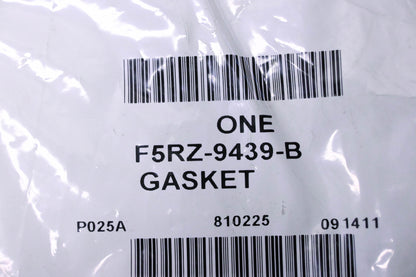 ONE
F5RZ-9439-B
GASKET
P025A 810225 091411